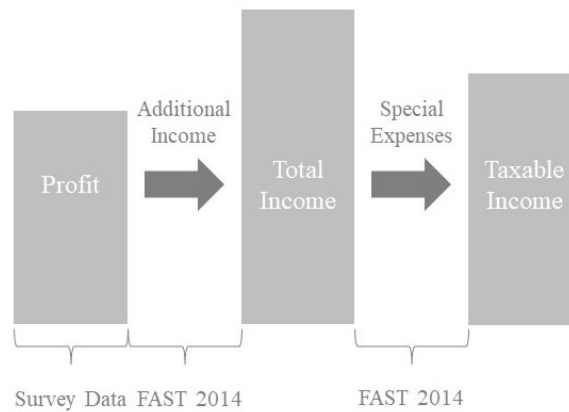 Additional
Income
Special
Expenses
Profit
Total
Income
Taxable
Income
Survey Data FAST 2014
FAST 2014